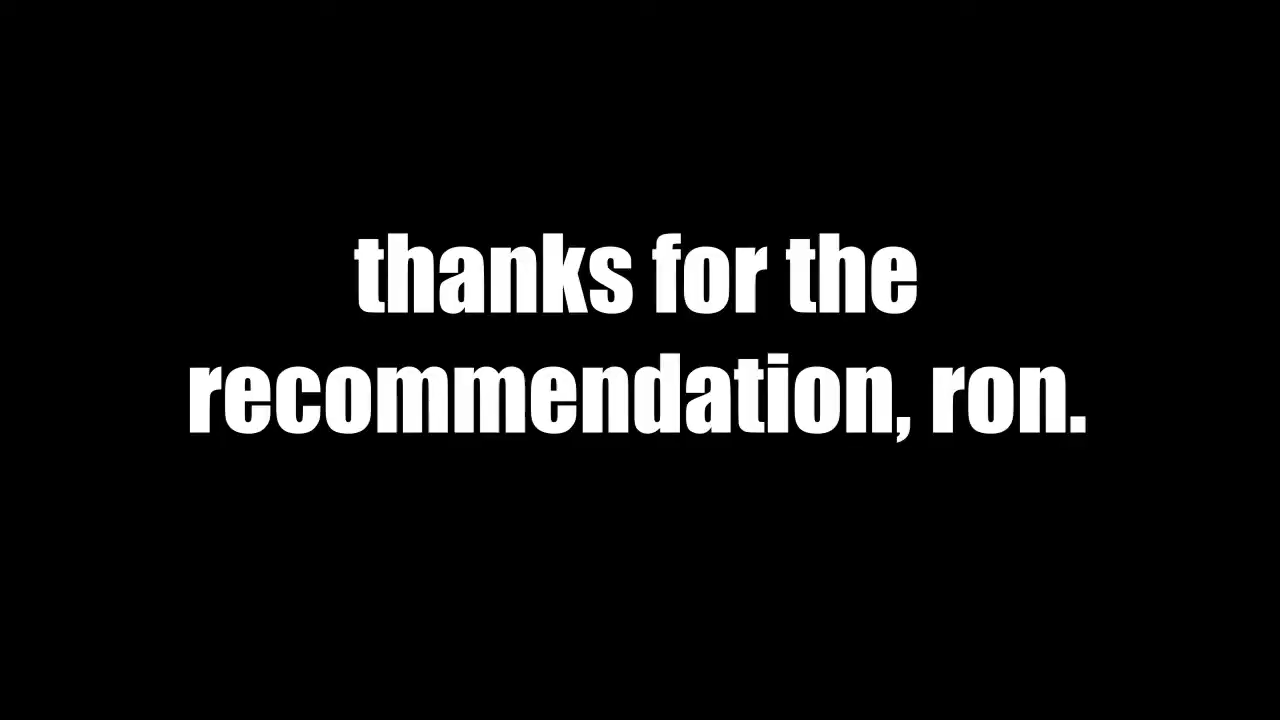 thanks for the
recommendation, ron.